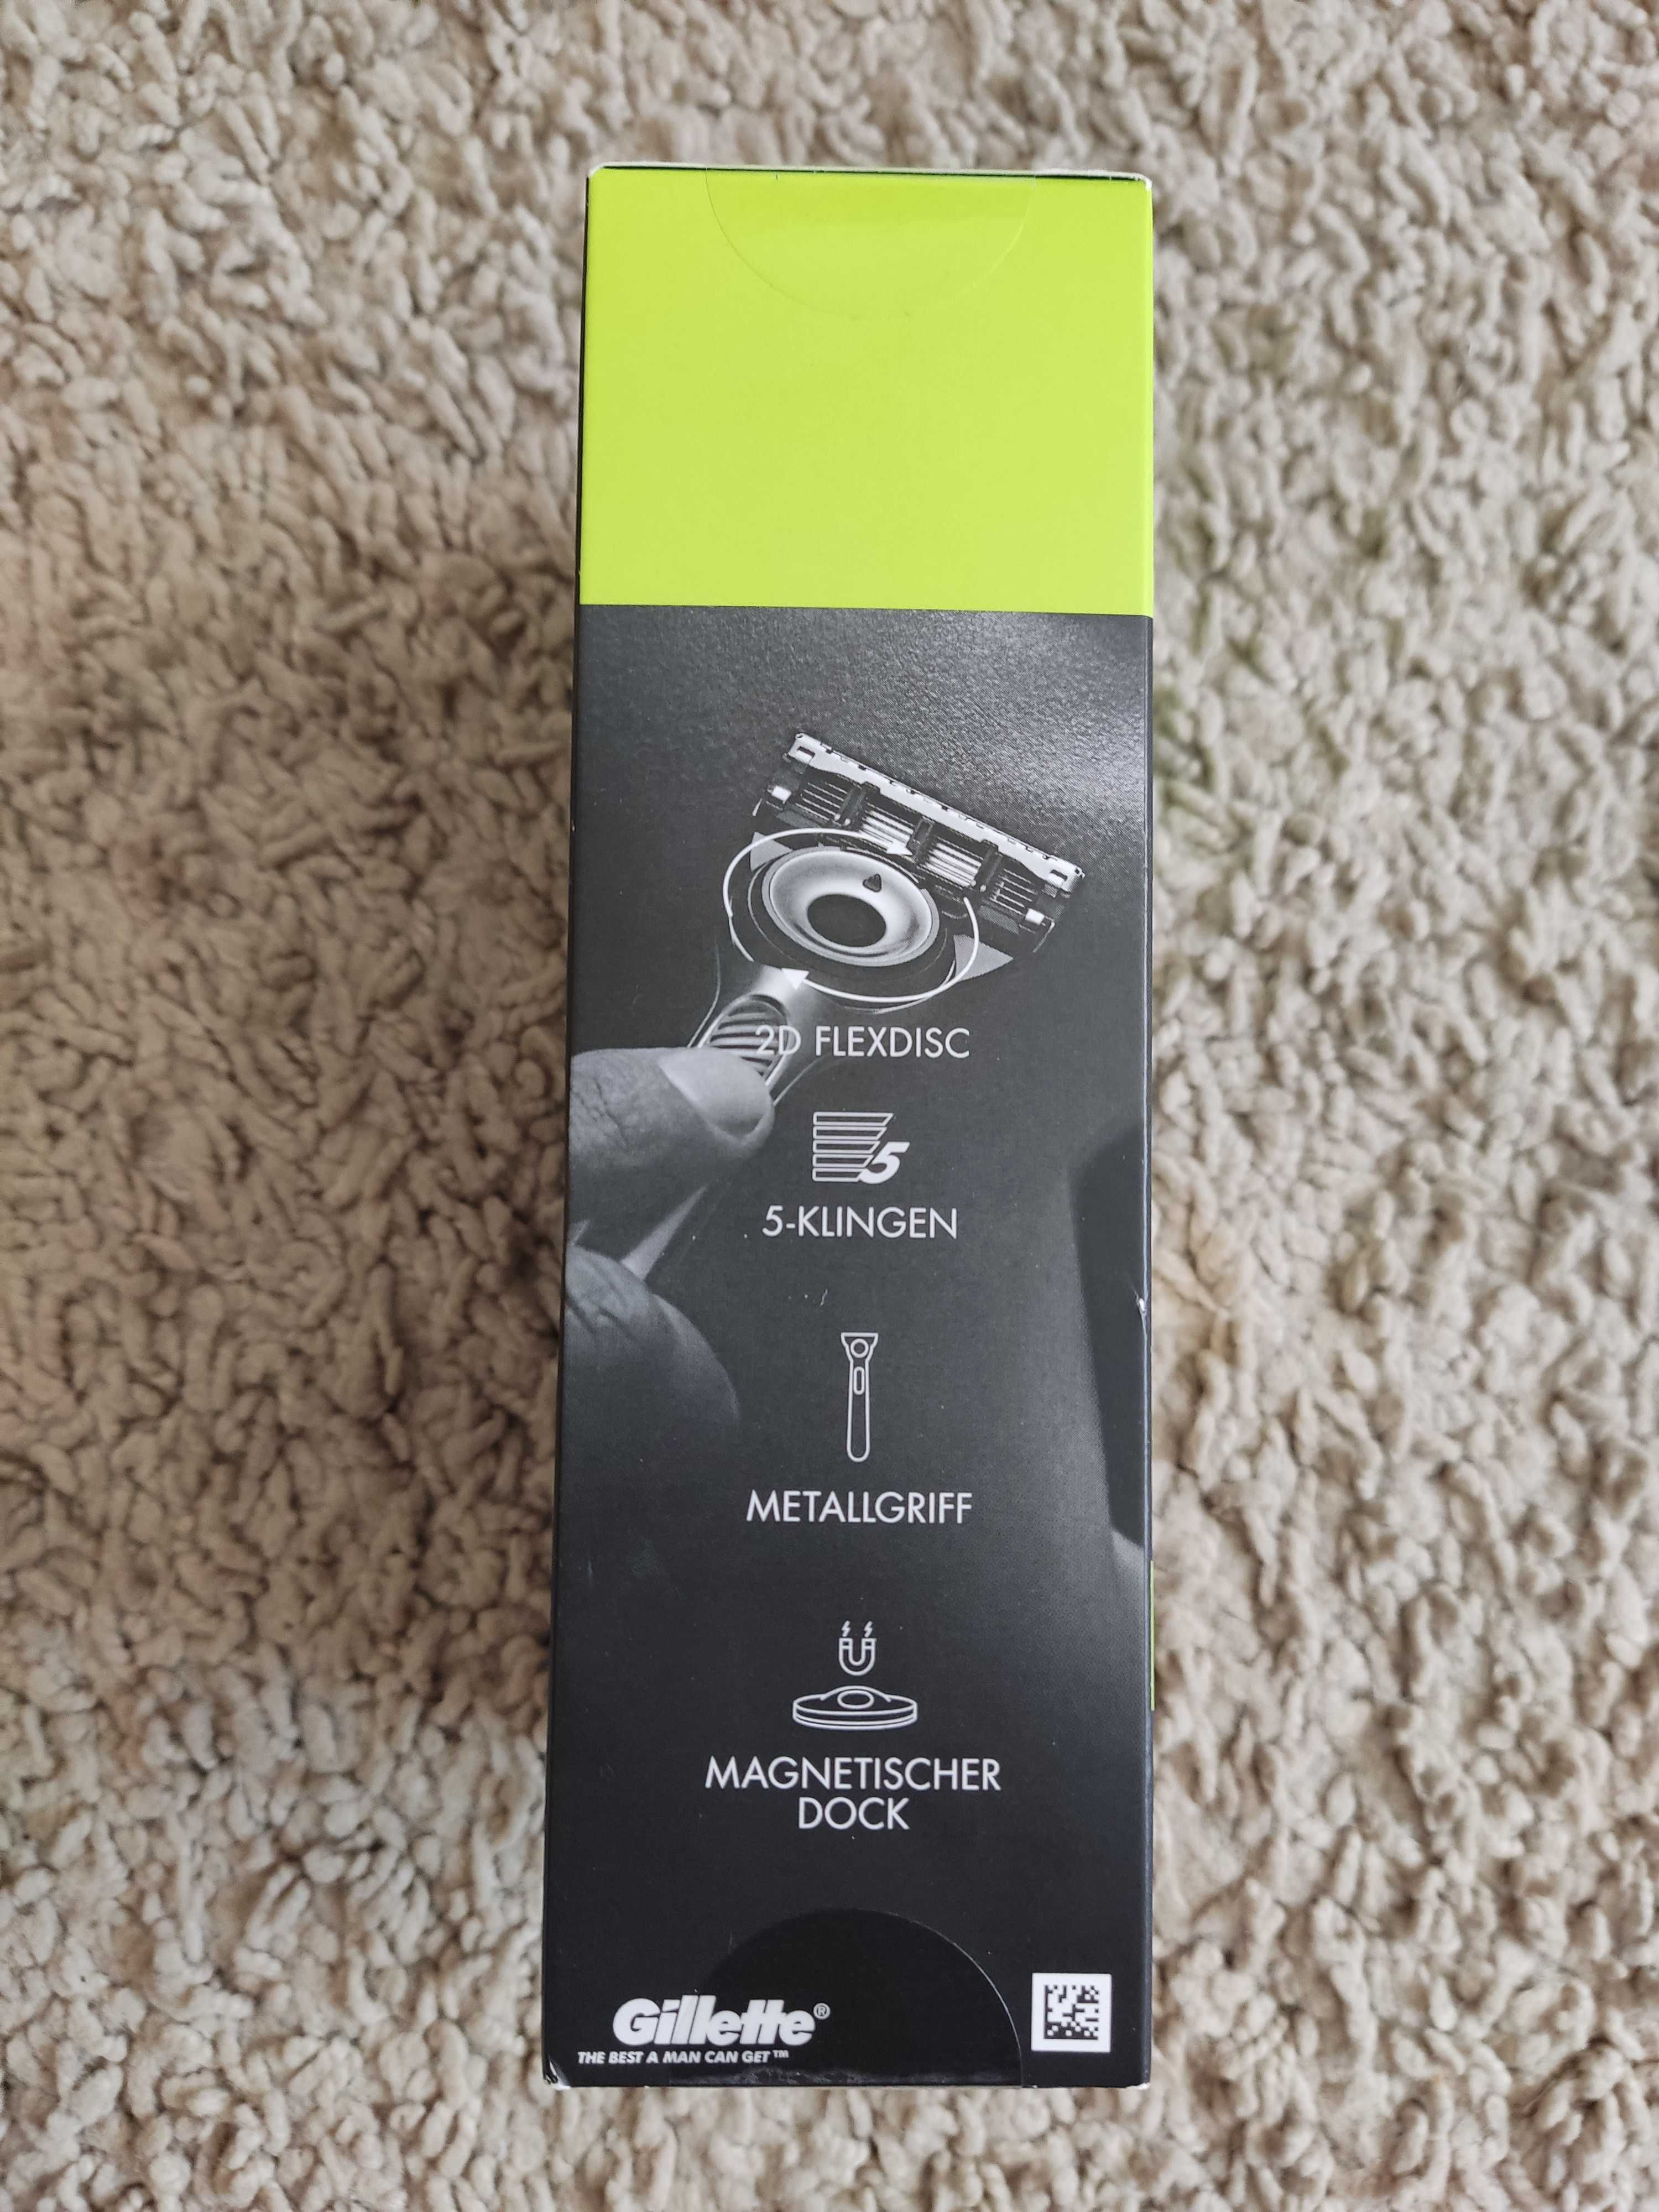 2D FLEXDISC
5
5-KLINGEN
METALLGRIFF
MAGNETISCHER
DOCK
Gillette®
THE BEST A MAN CAN GET™